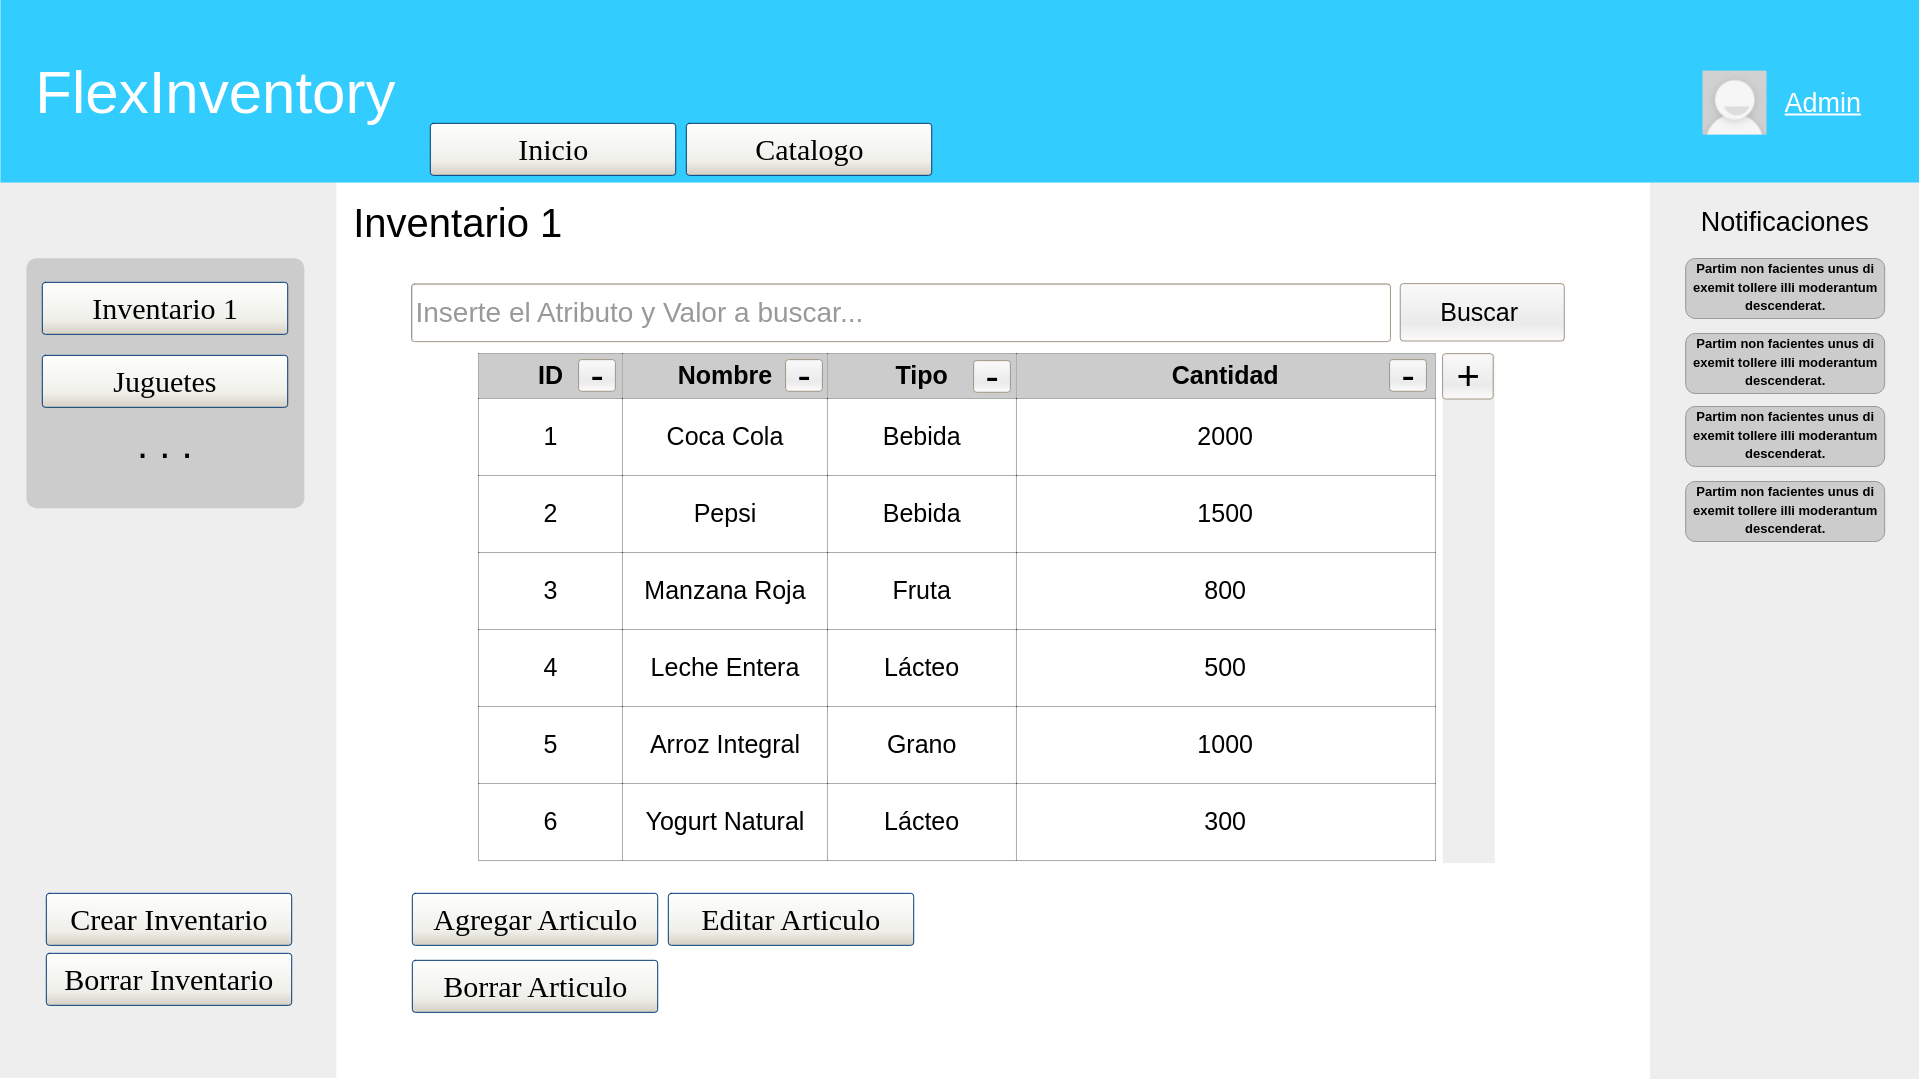 FlexInventory
Admin
Inicio Catalogo
Inventario 1
Notificaciones
Inventario 1
Juguetes
. . .
Inserte el Atributo y Valor a buscar... Buscar
ID - Nombre - Tipo - Cantidad - +
1 Coca Cola Bebida 2000
2 Pepsi Bebida 1500
3 Manzana Roja Fruta 800
4 Leche Entera Lácteo 500
5 Arroz Integral Grano 1000
6 Yogurt Natural Lácteo 300
Partim non facientes unus di
exemit tollere illi moderantum
descenderat.
Partim non facientes unus di
exemit tollere illi moderantum
descenderat.
Partim non facientes unus di
exemit tollere illi moderantum
descenderat.
Partim non facientes unus di
exemit tollere illi moderantum
descenderat.
Crear Inventario
Borrar Inventario
Agregar Articulo Editar Articulo
Borrar Articulo